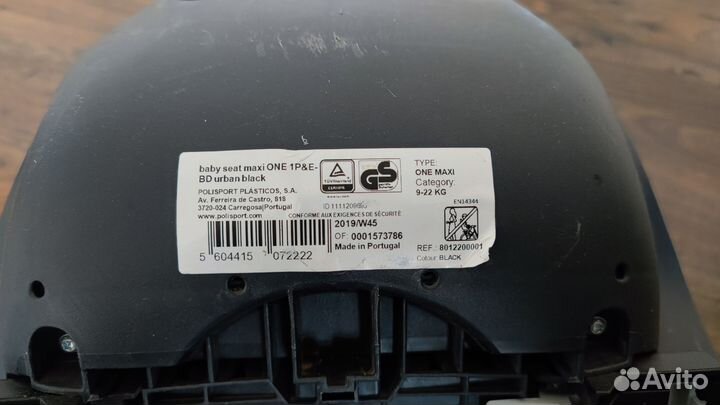 baby seat maxi ONE 1P&E-
BD urban black
POLISPORT PLÁSTICOS, S.A.
Av. Ferreira de Castro, 818
3720-024 Carregosa|Portugal
www.polisport.com
CONFORME AUX EXIGENCES DE SÉCURITÉ
2019/W45
OF: 0001573786
Made in Portugal
5 604415 072222
TYPE:
ONE MAXI
Category:
9-22 KG
EN14344
REF.: 8012200001
Colour: BLACK
Avito